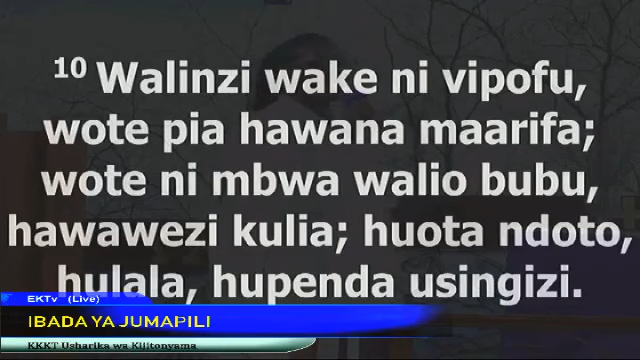 10 Walinzi wake ni vipofu,
wote pia hawana maarifa;
wote ni mbwa walio bubu,
hawawezi kulia; huota ndoto,
hulala, hupenda usingizi.
EKTv (Live)
IBADA YA JUMAPILI
KKKT Usharika wa Kijitonyama